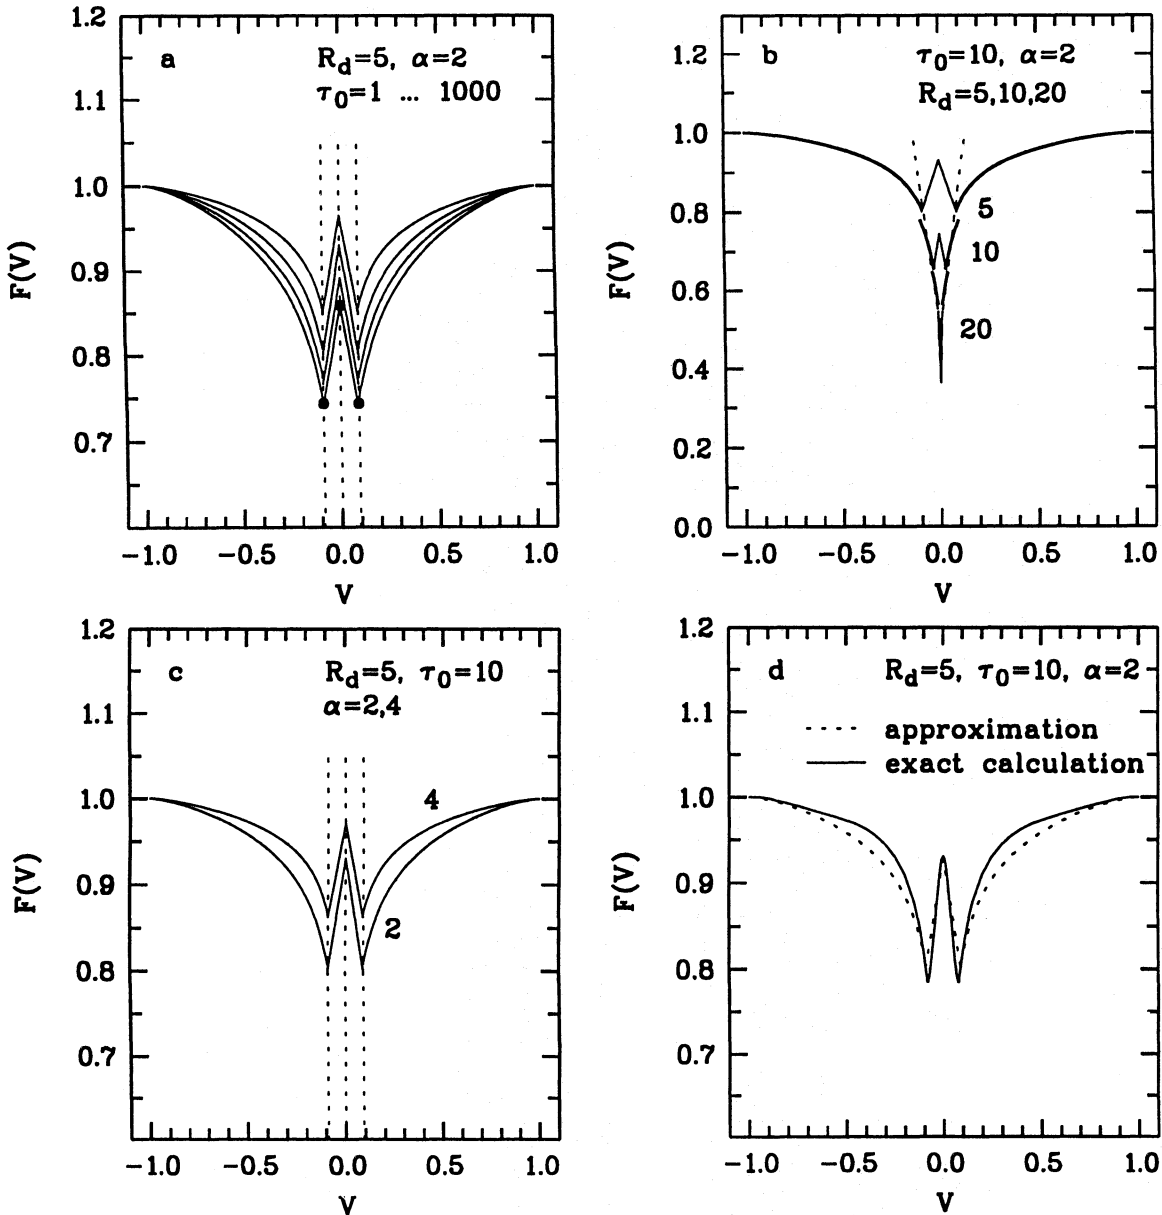 1.2
1.1
1.0
0.9
0.8
0.7
F(V)
a
R_d=5, α=2
τ_0=1 ... 1000
−1.0 −0.5 0.0 0.5 1.0
V
1.2
1.0
0.8
0.6
0.4
0.2
0.0
F(V)
b
τ_0=10, α=2
R_d=5,10,20
5
10
20
−1.0 −0.5 0.0 0.5 1.0
V
1.2
1.1
1.0
0.9
0.8
0.7
F(V)
c
R_d=5, τ_0=10
α=2,4
4
2
−1.0 −0.5 0.0 0.5 1.0
V
1.2
1.1
1.0
0.9
0.8
0.7
F(V)
d
R_d=5, τ_0=10, α=2
approximation
exact calculation
−1.0 −0.5 0.0 0.5 1.0
V